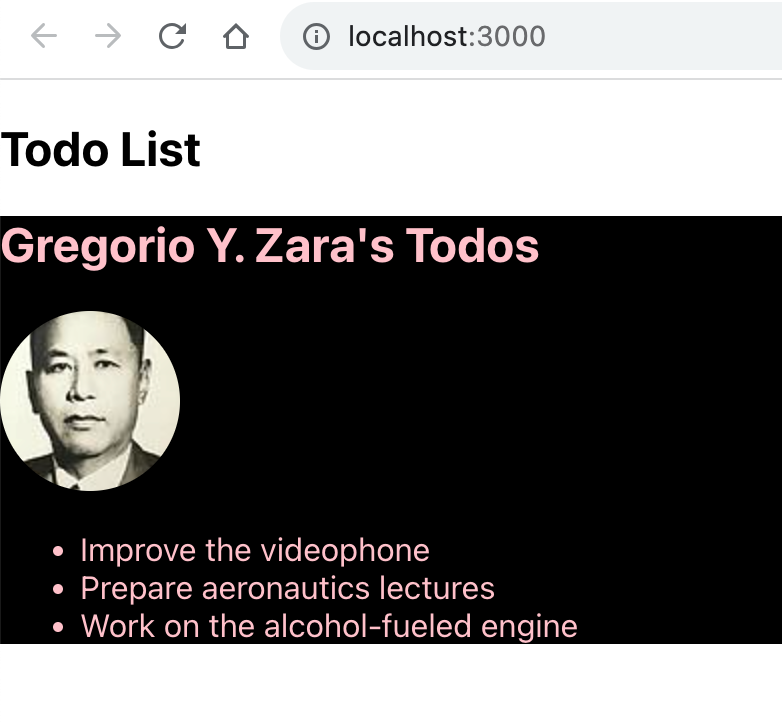 localhost:3000
Todo List
Gregorio Y. Zara's Todos
• Improve the videophone
• Prepare aeronautics lectures
• Work on the alcohol-fueled engine